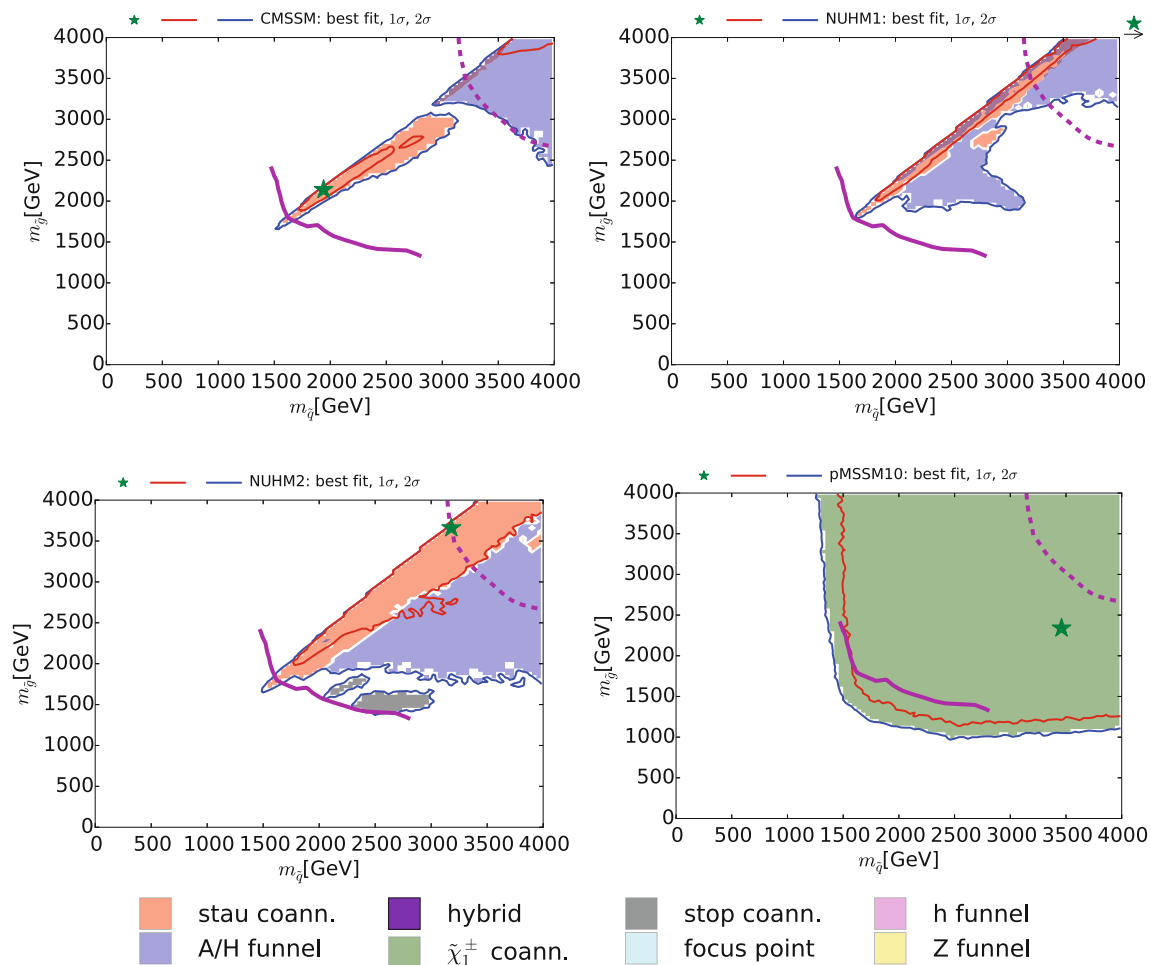 CMSSM: best fit, 1σ, 2σ
4000
3500
3000
2500
2000
1500
1000
500
0
m_g̃[GeV]
0 500 1000 1500 2000 2500 3000 3500 4000
m_q̃[GeV]
NUHM1: best fit, 1σ, 2σ
4000
3500
3000
2500
2000
1500
1000
500
0
m_g̃[GeV]
0 500 1000 1500 2000 2500 3000 3500 4000
m_q̃[GeV]
NUHM2: best fit, 1σ, 2σ
4000
3500
3000
2500
2000
1500
1000
500
0
m_g̃[GeV]
0 500 1000 1500 2000 2500 3000 3500 4000
m_q̃[GeV]
pMSSM10: best fit, 1σ, 2σ
4000
3500
3000
2500
2000
1500
1000
500
0
m_g̃[GeV]
0 500 1000 1500 2000 2500 3000 3500 4000
m_q̃[GeV]
stau coann. hybrid stop coann. h funnel
A/H funnel χ̃₁± coann. focus point Z funnel